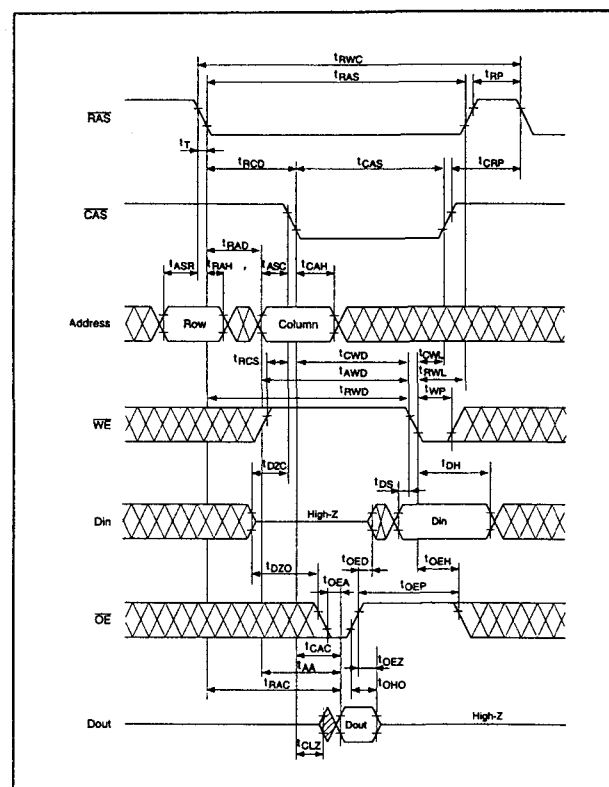 tRWC
tRAS
tRP
RAS
tT
tRCD
tCAS
tCRP
CAS
tRAD
tASR
tRAH
tASC
tCAH
Address
Row
Column
tRCS
tCWD
tCWL
tAWD
tRWL
tRWD
tWP
WE
tDZC
tDS
tDH
Din
High-Z
Din
tDZO
tOED
tOEH
tOEA
tOEP
OE
tCAC
tOEZ
tAA
tRAC
tOHO
Dout
Dout
High-Z
tCLZ